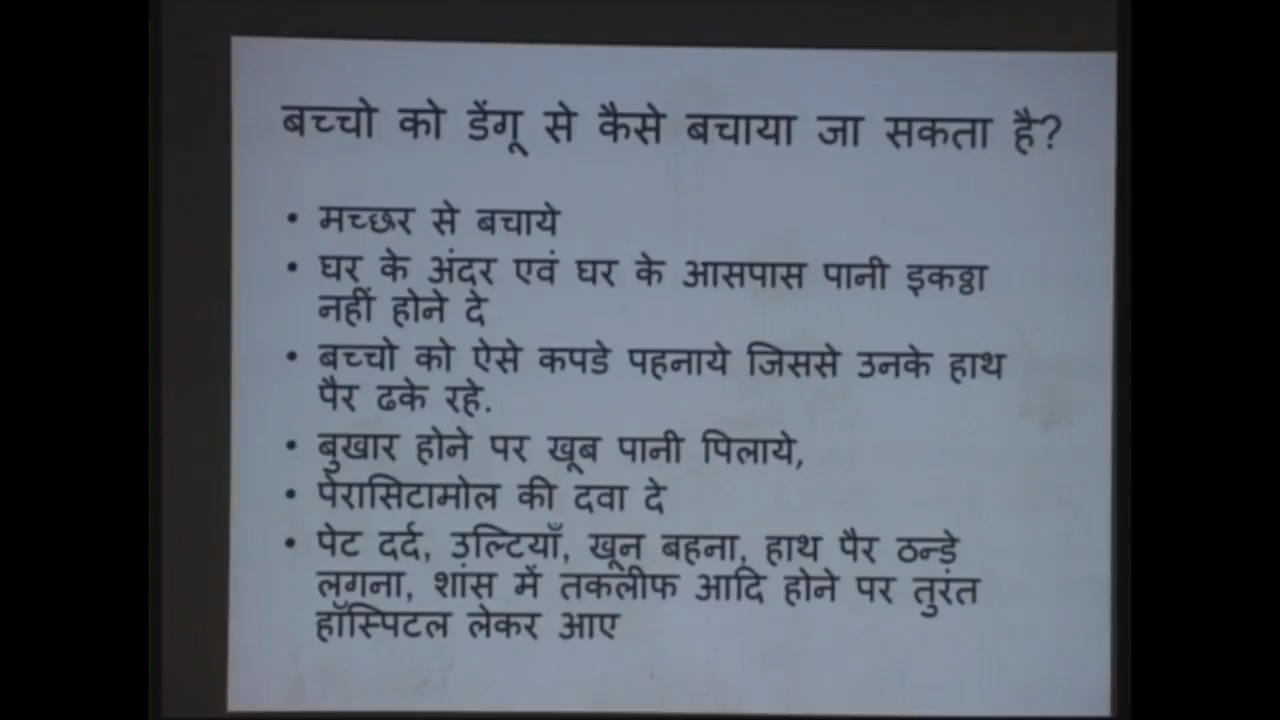 बच्चो को डेंगू से कैसे बचाया जा सकता है?
• मच्छर से बचाये
• घर के अंदर एवं घर के आसपास पानी इकठ्ठा
नहीं होने दे
• बच्चो को ऐसे कपडे पहनाये जिससे उनके हाथ
पैर ढके रहे.
• बुखार होने पर खूब पानी पिलाये,
• पेरासिटामोल की दवा दे
• पेट दर्द, उल्टियाँ, खून बहना, हाथ पैर ठन्ड़े
लगना, शांस में तकलीफ आदि होने पर तुरंत
हॉस्पिटल लेकर आए